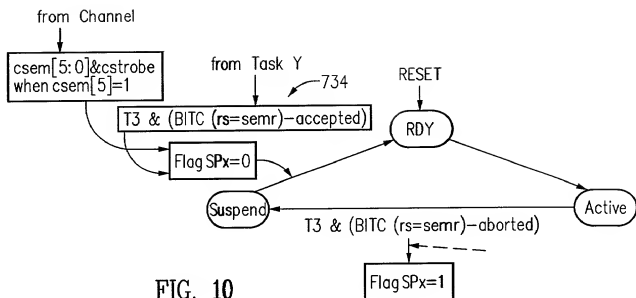 from Channel
csem[5:0]&cstrobe
when csem[5]=1
from Task Y
734
T3 & (BITC (rs=semr)-accepted)
RESET
RDY
Flag SPx=0
Suspend
Active
T3 & (BITC (rs=semr)-aborted)
Flag SPx=1
FIG. 10